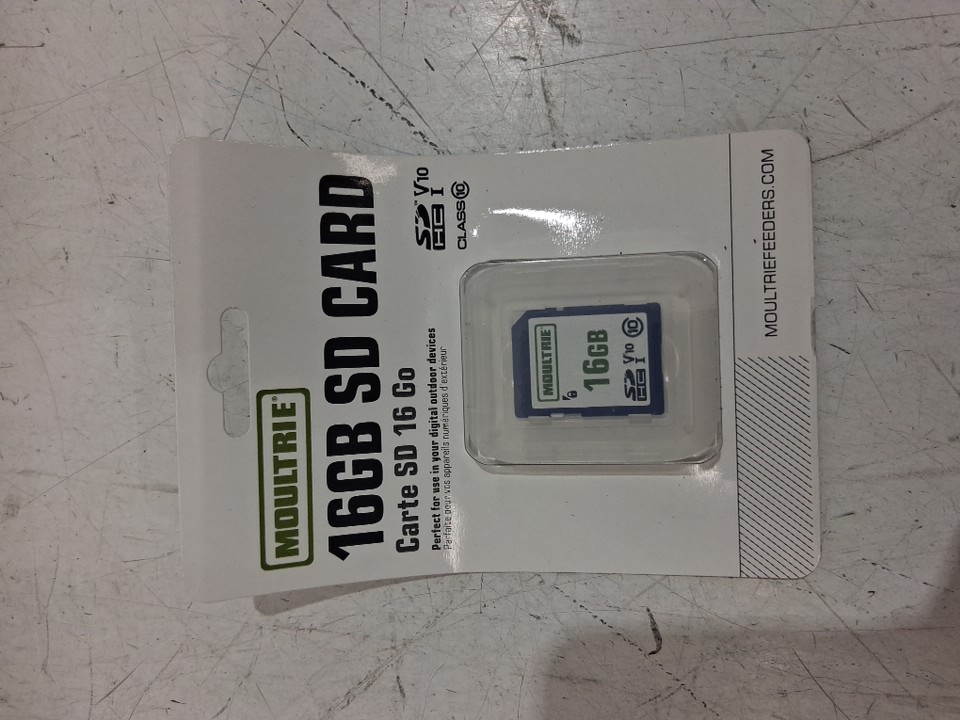 MOULTRIE®
16GB SD CARD
Carte SD 16 Go
Perfect for use in your digital outdoor devices
Parfaite pour vos appareils numériques d'extérieur
SD™ V10
HC I
CLASS 10
MOULTRIE
16GB
SD V10
HC I 10
MOULTRIEFEEDERS.COM